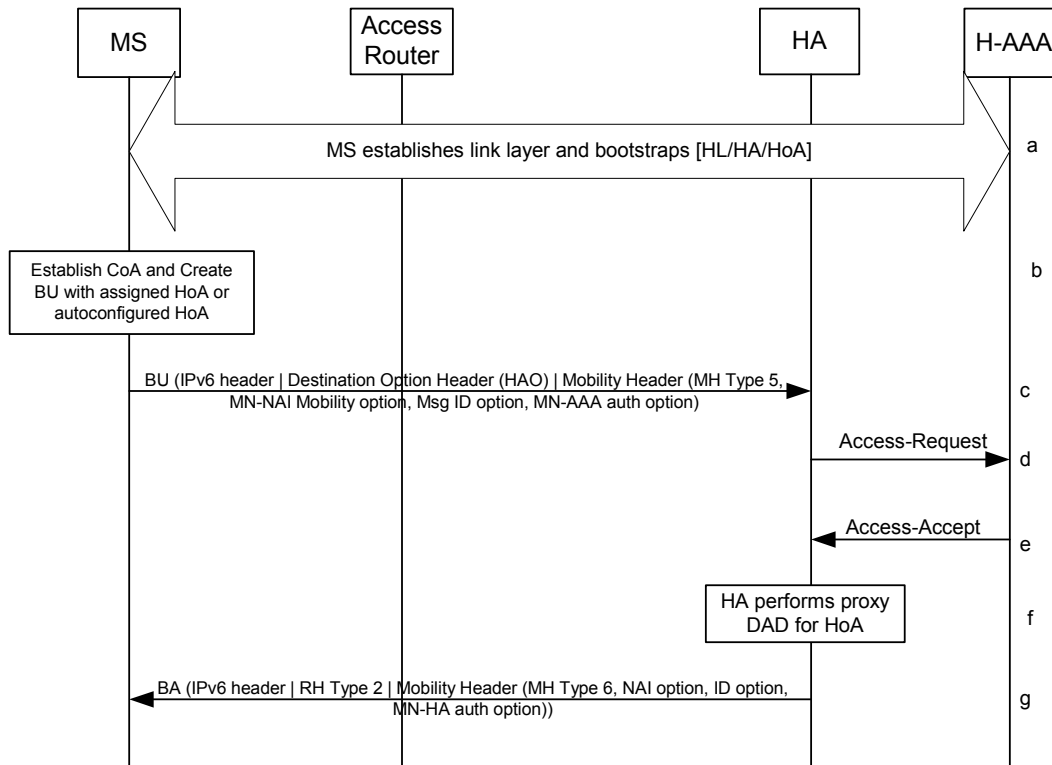 MS
Access
Router
HA
H-AAA
MS establishes link layer and bootstraps [HL/HA/HoA]
a
Establish CoA and Create
BU with assigned HoA or
autoconfigured HoA
b
BU (IPv6 header | Destination Option Header (HAO) | Mobility Header (MH Type 5,
MN-NAI Mobility option, Msg ID option, MN-AAA auth option)
c
Access-Request
d
Access-Accept
e
HA performs proxy
DAD for HoA
f
BA (IPv6 header | RH Type 2 | Mobility Header (MH Type 6, NAI option, ID option,
MN-HA auth option))
g